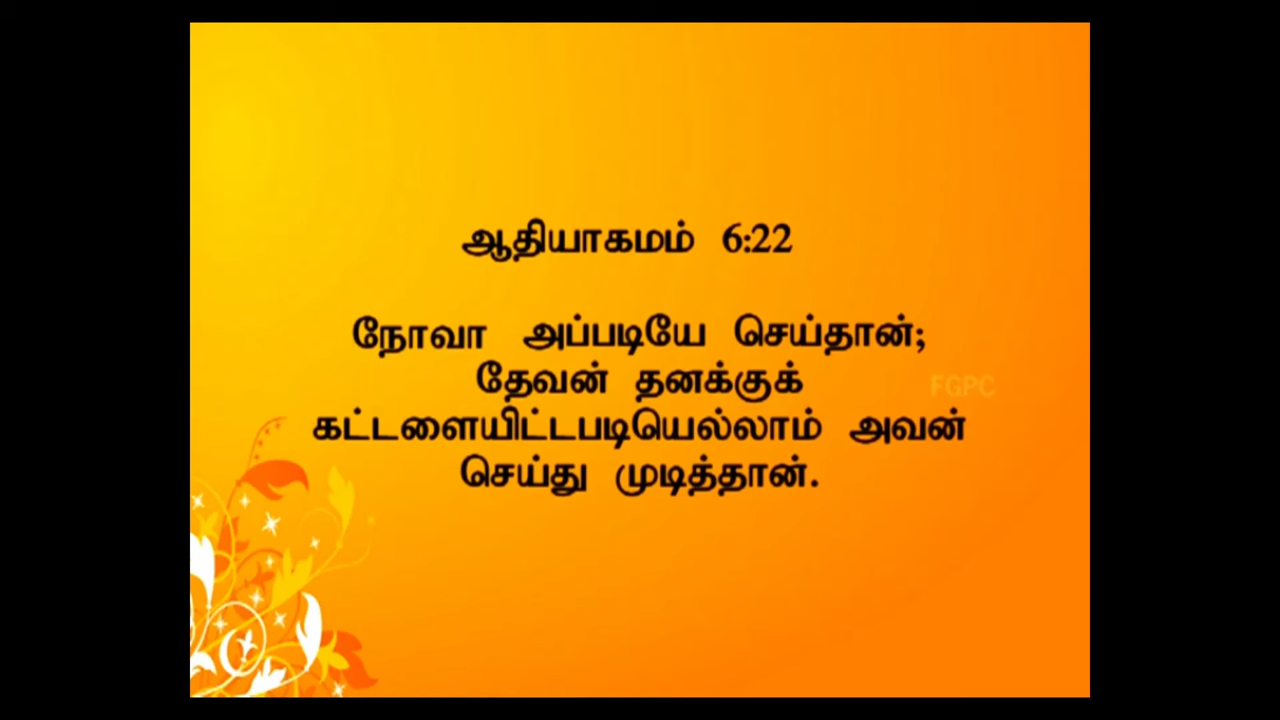 ஆதியாகமம் 6:22
நோவா அப்படியே செய்தான்;
தேவன் தனக்குக்
FGPC
கட்டளையிட்டபடியெல்லாம் அவன்
செய்து முடித்தான்.